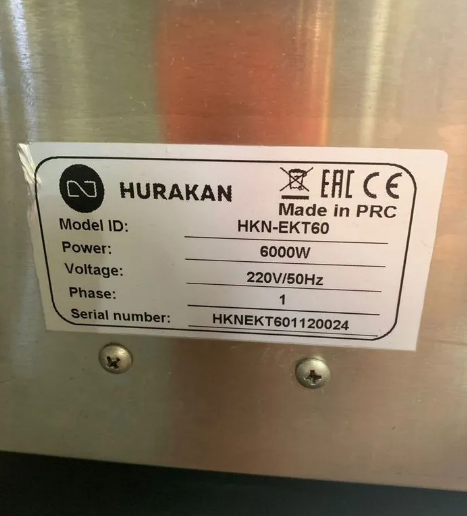 HURAKAN
EAC CE
Made in PRC
Model ID: HKN-EKT60
Power: 6000W
Voltage: 220V/50Hz
Phase: 1
Serial number: HKNEKT601120024